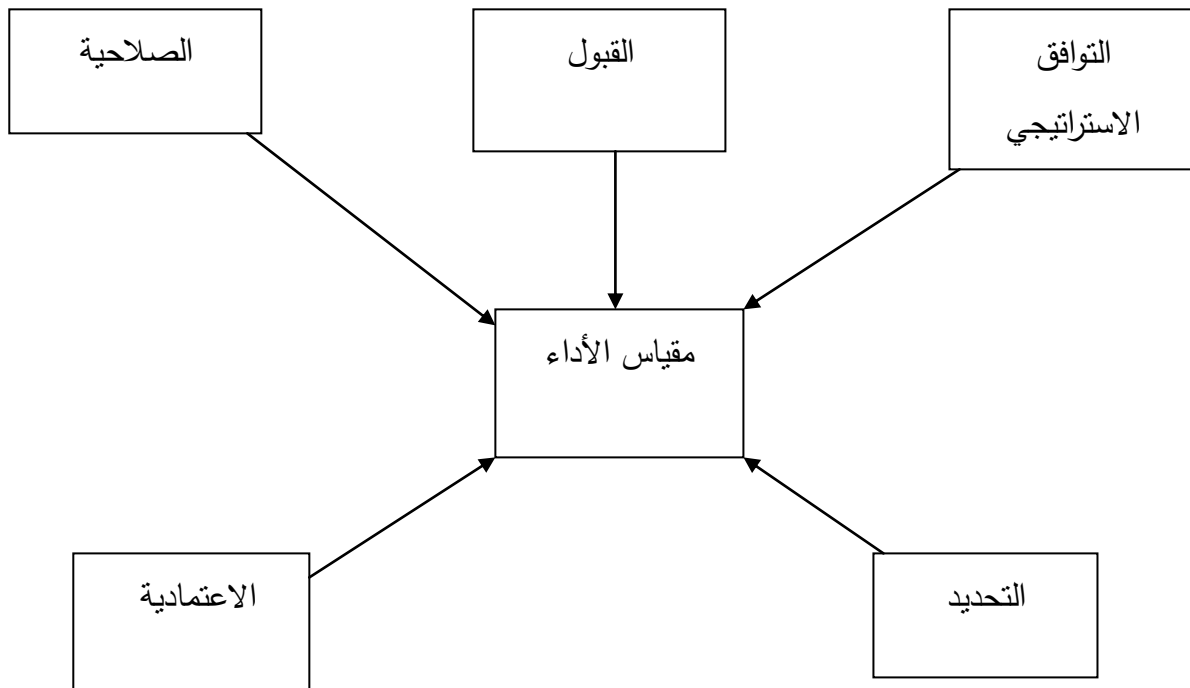 التوافق
الاستراتيجي
القبول
الصلاحية
مقياس الأداء
التحديد
الاعتمادية